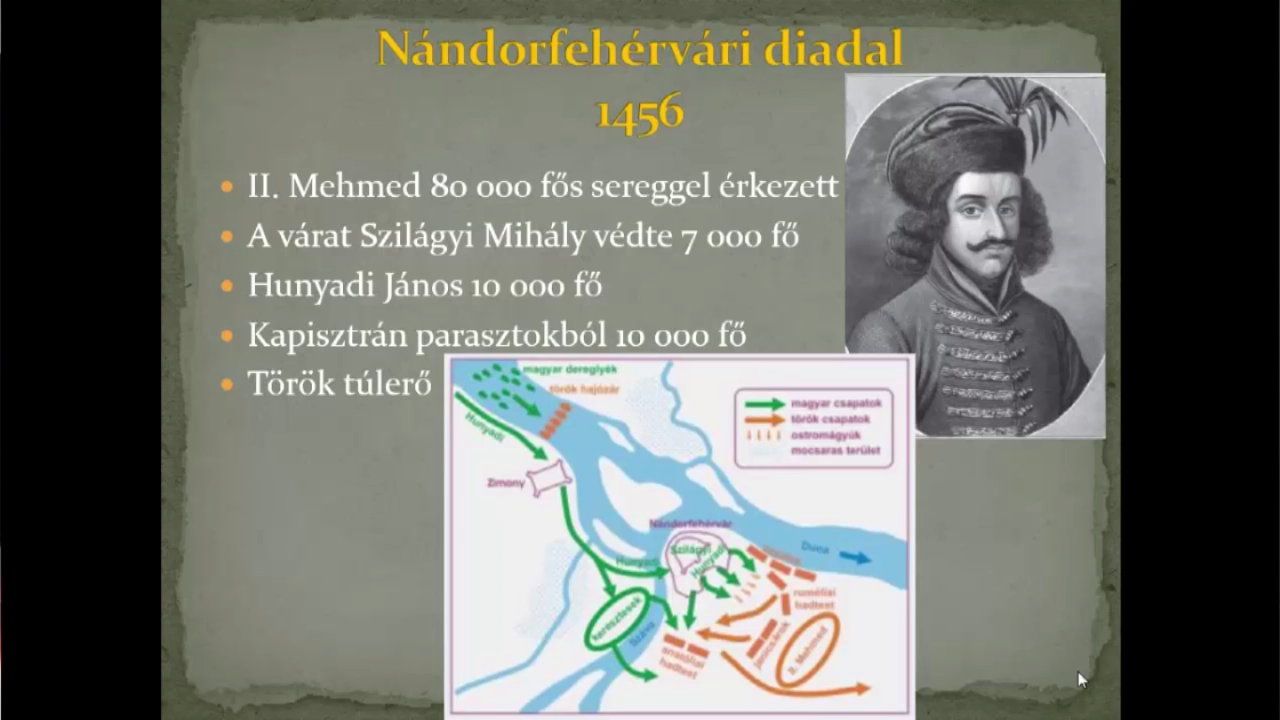 Nándorfehérvári diadal
1456
II. Mehmed 80 000 fős sereggel érkezett
A várat Szilágyi Mihály védte 7 000 fő
Hunyadi János 10 000 fő
Kapisztrán parasztokból 10 000 fő
Török túlerő
magyar dereglyék
török hajózár
Hunyadi
Zimony
magyar csapatok
török csapatok
ostromágyúk
mocsaras terület
Nándorfehérvár
Szilágyi
Hunyadi
Hunyadi
Duna
ruméliai
hadtest
keresztesek
Száva
anatóliai
hadtest
janicsárok
II. Mehmed